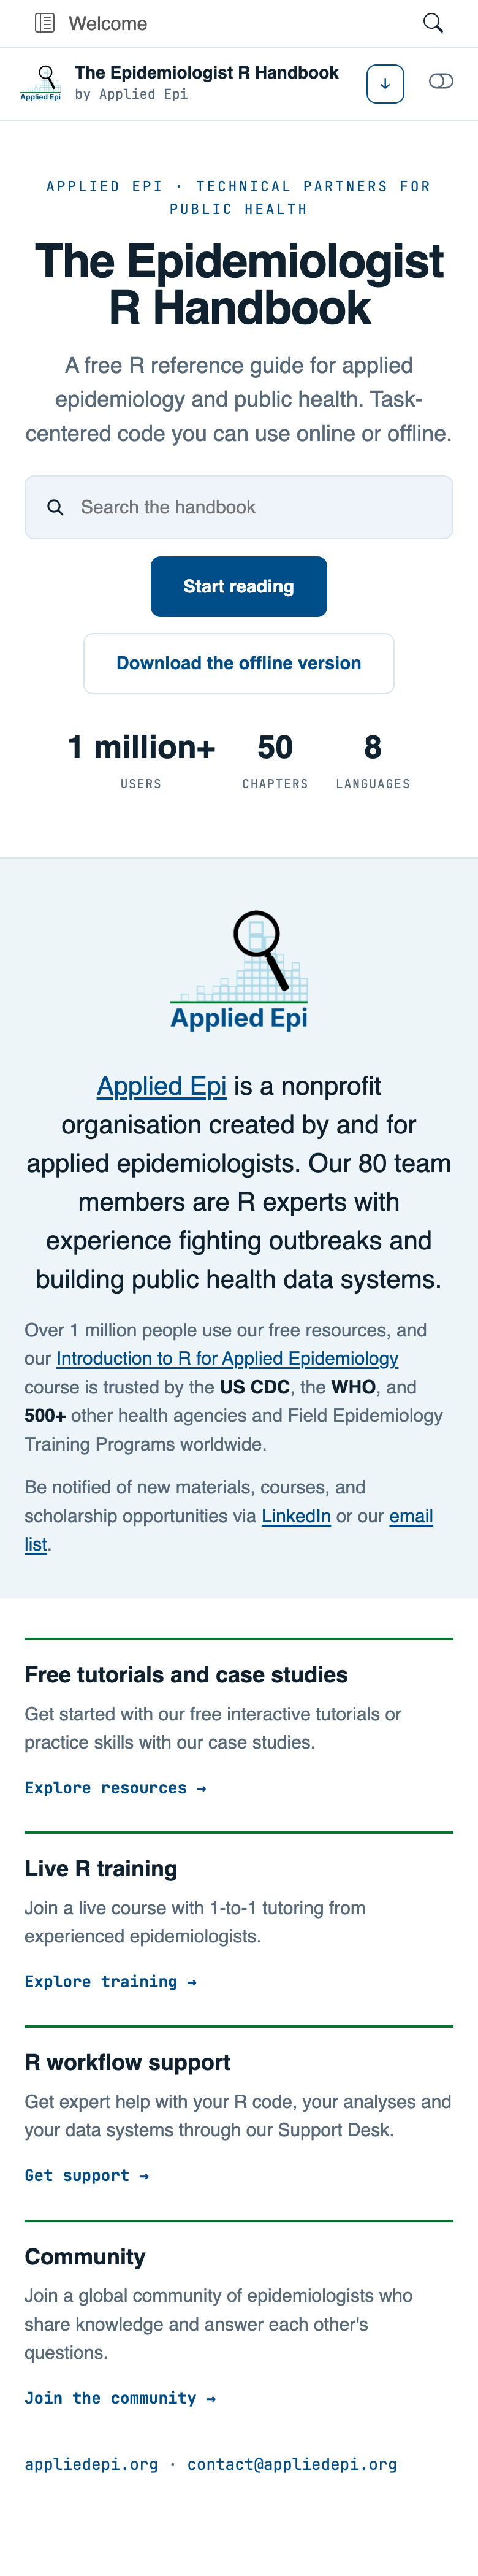 Welcome
The Epidemiologist R Handbook
by Applied Epi
Applied Epi
APPLIED EPI · TECHNICAL PARTNERS FOR
PUBLIC HEALTH
The Epidemiologist
R Handbook
A free R reference guide for applied
epidemiology and public health. Task-
centered code you can use online or offline.
Search the handbook
Start reading
Download the offline version
1 million+ 50 8
USERS CHAPTERS LANGUAGES
Applied Epi
Applied Epi is a nonprofit
organisation created by and for
applied epidemiologists. Our 80 team
members are R experts with
experience fighting outbreaks and
building public health data systems.
Over 1 million people use our free resources, and
our Introduction to R for Applied Epidemiology
course is trusted by the US CDC, the WHO, and
500+ other health agencies and Field Epidemiology
Training Programs worldwide.
Be notified of new materials, courses, and
scholarship opportunities via LinkedIn or our email
list.
Free tutorials and case studies
Get started with our free interactive tutorials or
practice skills with our case studies.
Explore resources →
Live R training
Join a live course with 1-to-1 tutoring from
experienced epidemiologists.
Explore training →
R workflow support
Get expert help with your R code, your analyses and
your data systems through our Support Desk.
Get support →
Community
Join a global community of epidemiologists who
share knowledge and answer each other's
questions.
Join the community →
appliedepi.org · contact@appliedepi.org